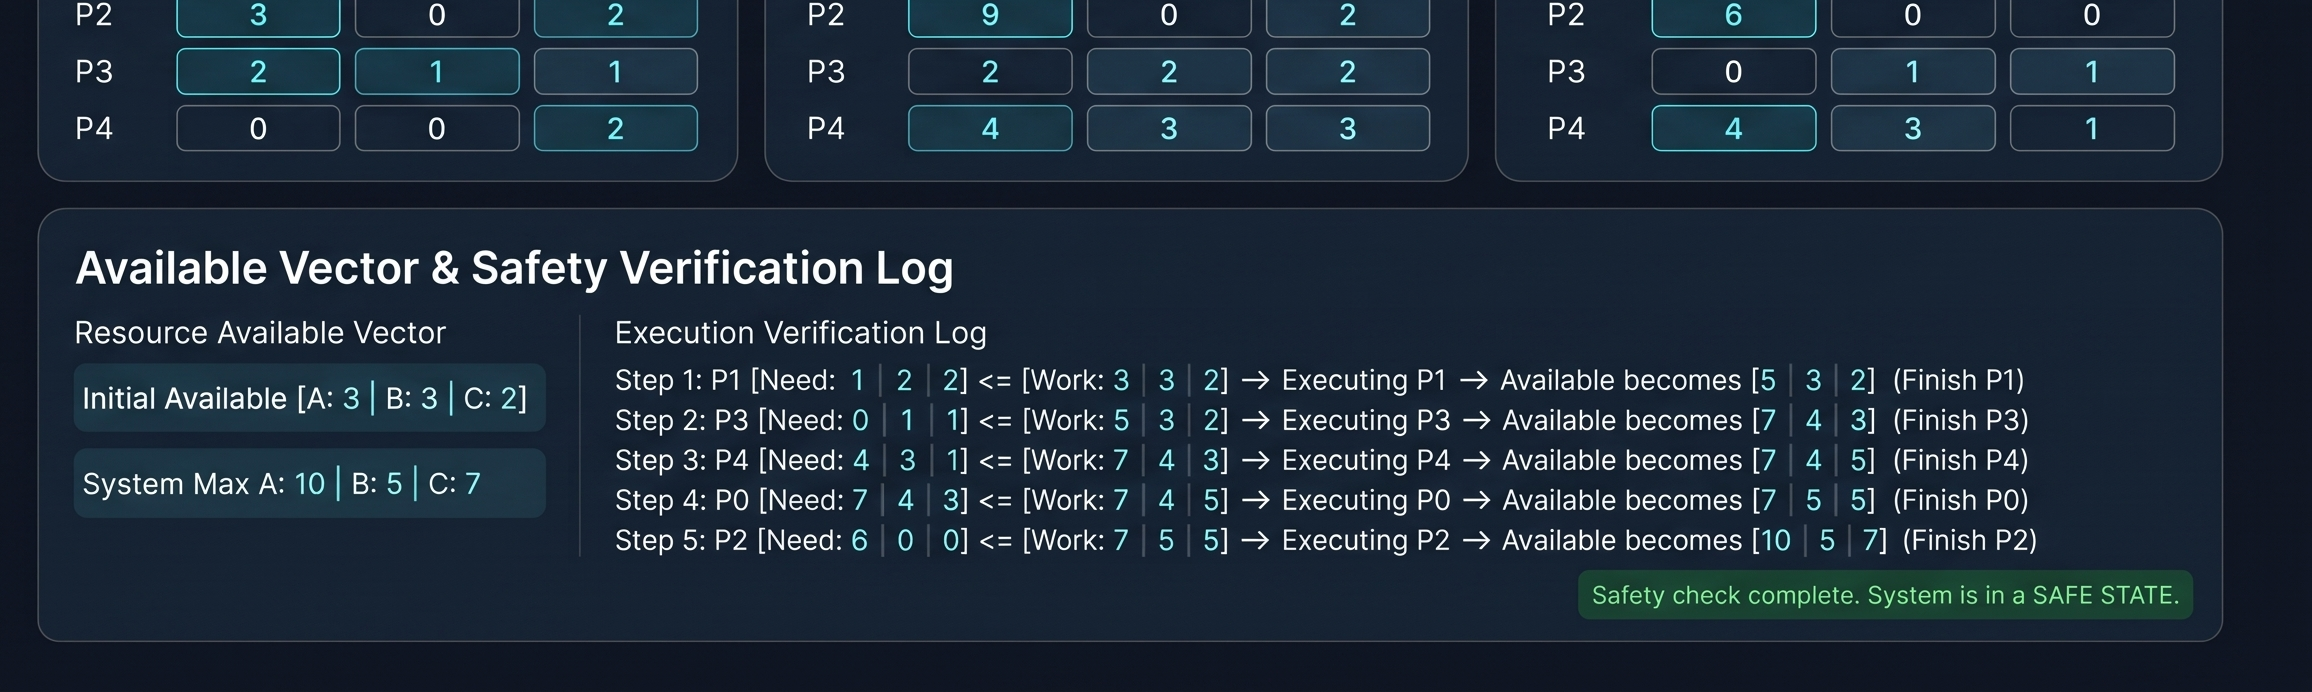 P2 3 0 2 P2 9 0 2 P2 6 0 0
P3 2 1 1 P3 2 2 2 P3 0 1 1
P4 0 0 2 P4 4 3 3 P4 4 3 1
Available Vector & Safety Verification Log
Resource Available Vector
Initial Available [A: 3 | B: 3 | C: 2]
System Max A: 10 | B: 5 | C: 7
Execution Verification Log
Step 1: P1 [Need: 1 | 2 | 2] <= [Work: 3 | 3 | 2] → Executing P1 → Available becomes [5 | 3 | 2] (Finish P1)
Step 2: P3 [Need: 0 | 1 | 1] <= [Work: 5 | 3 | 2] → Executing P3 → Available becomes [7 | 4 | 3] (Finish P3)
Step 3: P4 [Need: 4 | 3 | 1] <= [Work: 7 | 4 | 3] → Executing P4 → Available becomes [7 | 4 | 5] (Finish P4)
Step 4: P0 [Need: 7 | 4 | 3] <= [Work: 7 | 4 | 5] → Executing P0 → Available becomes [7 | 5 | 5] (Finish P0)
Step 5: P2 [Need: 6 | 0 | 0] <= [Work: 7 | 5 | 5] → Executing P2 → Available becomes [10 | 5 | 7] (Finish P2)
Safety check complete. System is in a SAFE STATE.